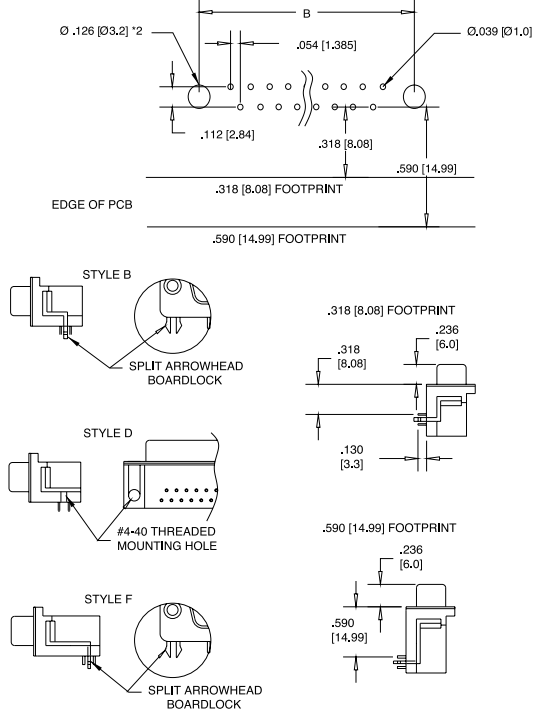 B
Ø .126 [Ø3.2] *2
.054 [1.385]
Ø.039 [Ø1.0]
.112 [2.84]
.318 [8.08]
.590 [14.99]
.318 [8.08] FOOTPRINT
EDGE OF PCB
.590 [14.99] FOOTPRINT
STYLE B
SPLIT ARROWHEAD
BOARDLOCK
.318 [8.08] FOOTPRINT
.236
[6.0]
.318
[8.08]
.130
[3.3]
STYLE D
#4-40 THREADED
MOUNTING HOLE
.590 [14.99] FOOTPRINT
.236
[6.0]
.590
[14.99]
STYLE F
SPLIT ARROWHEAD
BOARDLOCK